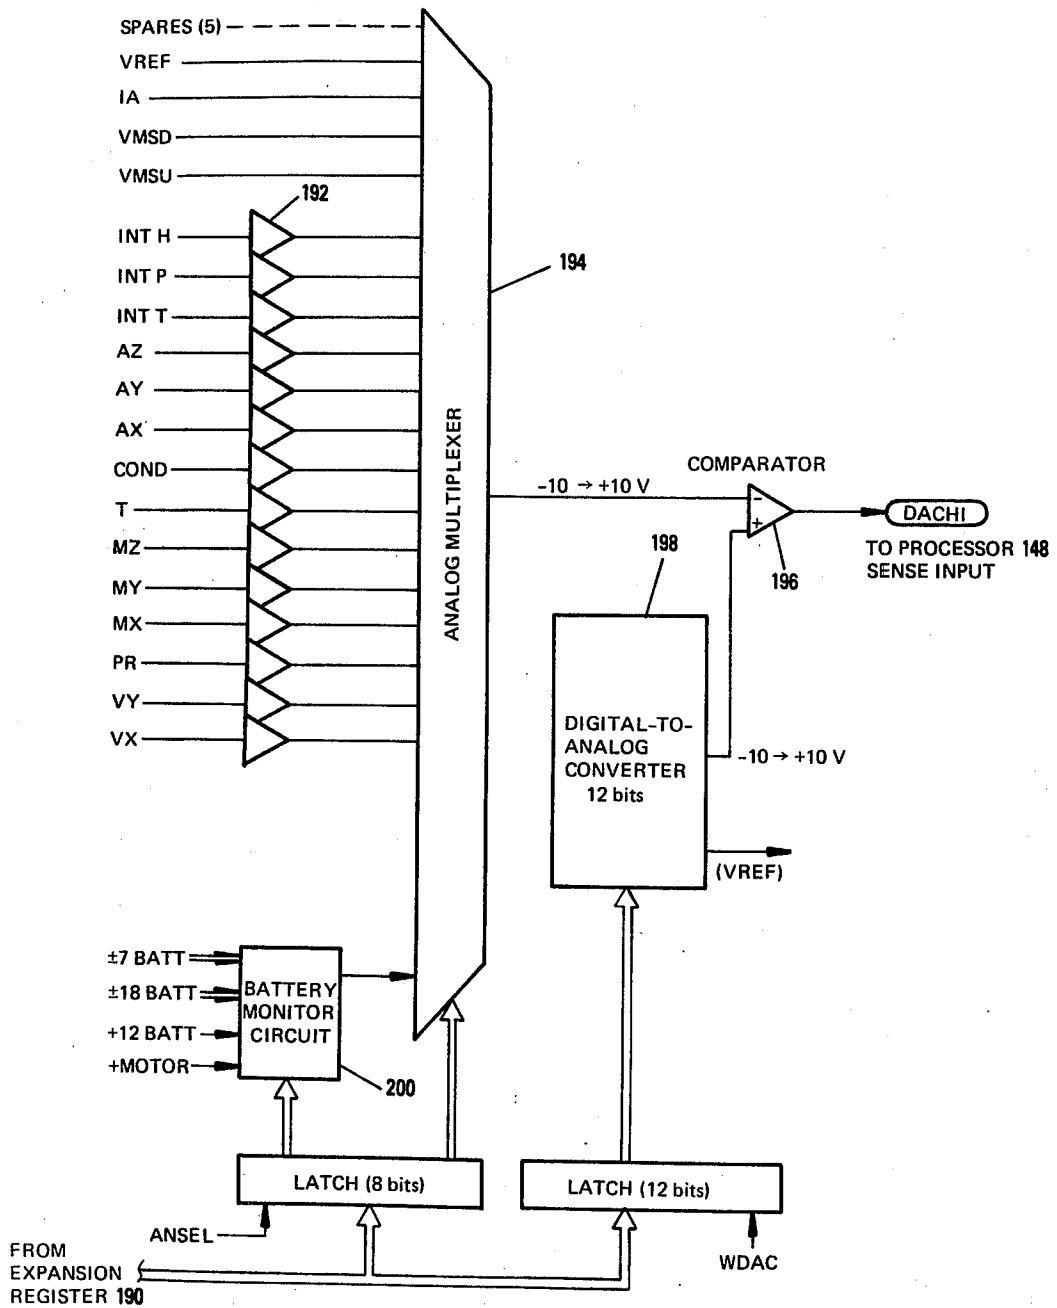 SPARES (5)
VREF
IA
VMSD
VMSU
192
INT H
INT P
INT T
AZ
AY
AX
COND
T
MZ
MY
MX
PR
VY
VX
194
ANALOG MULTIPLEXER
-10 → +10 V
COMPARATOR
-
+
196
DACHI
TO PROCESSOR 148
SENSE INPUT
198
DIGITAL-TO-
ANALOG
CONVERTER
12 bits
-10 → +10 V
(VREF)
±7 BATT
±18 BATT
+12 BATT
+MOTOR
BATTERY
MONITOR
CIRCUIT
200
LATCH (8 bits)
LATCH (12 bits)
ANSEL
WDAC
FROM
EXPANSION
REGISTER 190